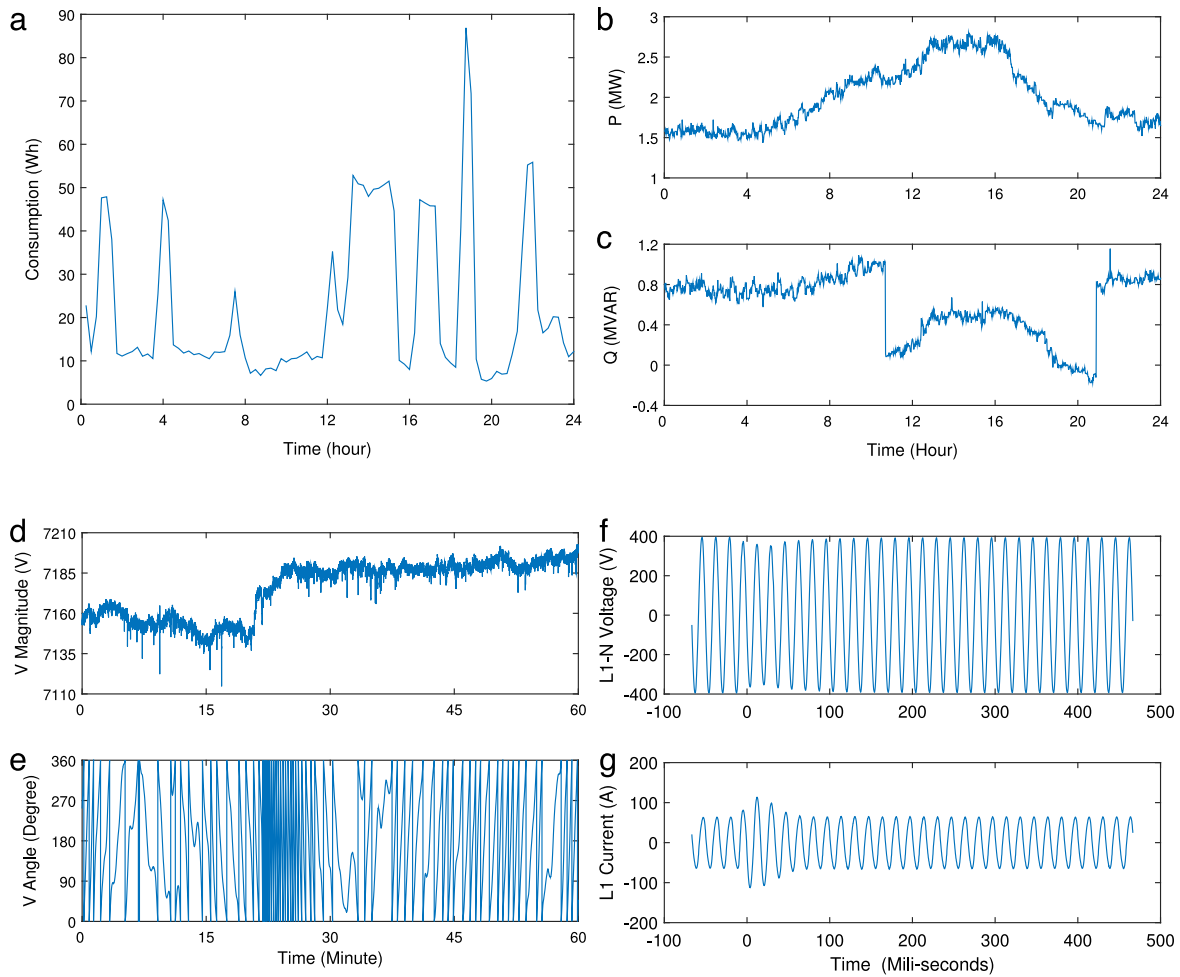 a
90
80
70
60
50
40
30
20
10
0
Consumption (Wh)
0 4 8 12 16 20 24
Time (hour)
b
3
2.5
2
1.5
1
P (MW)
0 4 8 12 16 20 24
c
1.2
0.8
0.4
0
-0.4
Q (MVAR)
0 4 8 12 16 20 24
Time (Hour)
d
7210
7185
7160
7135
7110
V Magnitude (V)
0 15 30 45 60
e
360
270
180
90
0
V Angle (Degree)
0 15 30 45 60
Time (Minute)
f
400
200
0
-200
-400
L1-N Voltage (V)
-100 0 100 200 300 400 500
g
200
100
0
-100
-200
L1 Current (A)
-100 0 100 200 300 400 500
Time (Mili-seconds)